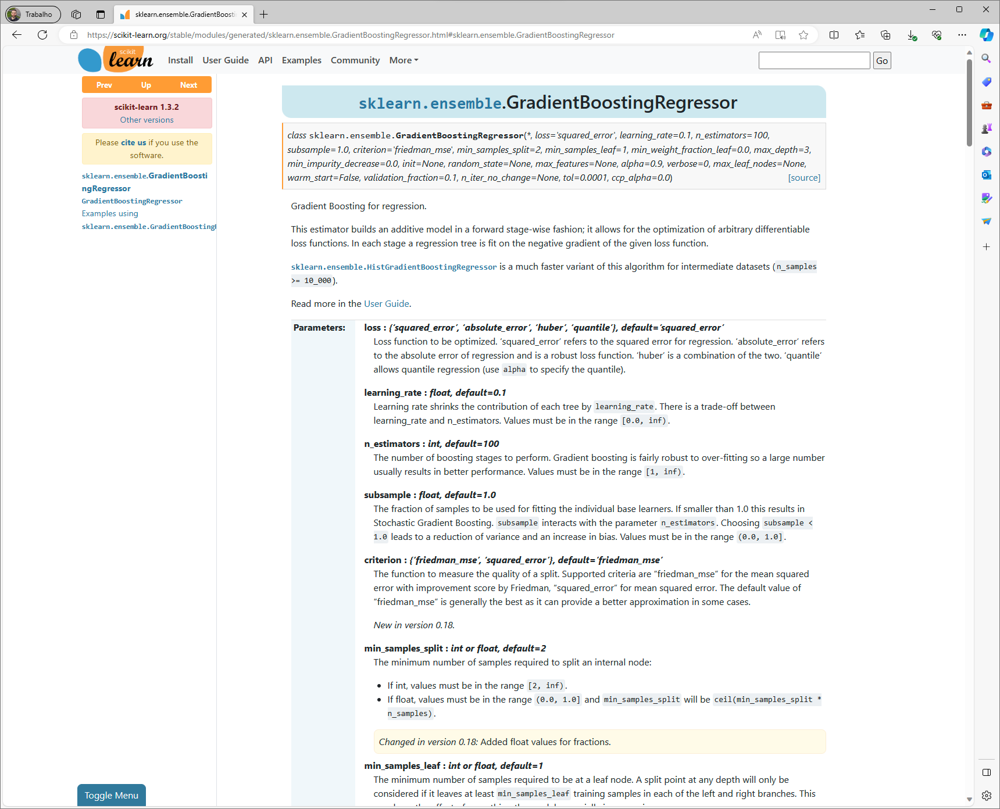 Trabalho
sklearn.ensemble.GradientBoosti
https://scikit-learn.org/stable/modules/generated/sklearn.ensemble.GradientBoostingRegressor.html#sklearn.ensemble.GradientBoostingRegressor
scikit
learn
Install User Guide API Examples Community More
Go
Prev Up Next
scikit-learn 1.3.2
Other versions
Please cite us if you use the
software.
sklearn.ensemble.GradientBoosti
ngRegressor
GradientBoostingRegressor
Examples using
sklearn.ensemble.GradientBoosting
sklearn.ensemble.GradientBoostingRegressor
class sklearn.ensemble.GradientBoostingRegressor(*, loss='squared_error', learning_rate=0.1, n_estimators=100,
subsample=1.0, criterion='friedman_mse', min_samples_split=2, min_samples_leaf=1, min_weight_fraction_leaf=0.0, max_depth=3,
min_impurity_decrease=0.0, init=None, random_state=None, max_features=None, alpha=0.9, verbose=0, max_leaf_nodes=None,
warm_start=False, validation_fraction=0.1, n_iter_no_change=None, tol=0.0001, ccp_alpha=0.0) [source]
Gradient Boosting for regression.
This estimator builds an additive model in a forward stage-wise fashion; it allows for the optimization of arbitrary differentiable
loss functions. In each stage a regression tree is fit on the negative gradient of the given loss function.
sklearn.ensemble.HistGradientBoostingRegressor is a much faster variant of this algorithm for intermediate datasets (n_samples
>= 10_000).
Read more in the User Guide.
Parameters:
loss : {'squared_error', 'absolute_error', 'huber', 'quantile'}, default='squared_error'
Loss function to be optimized. 'squared_error' refers to the squared error for regression. 'absolute_error' refers
to the absolute error of regression and is a robust loss function. 'huber' is a combination of the two. 'quantile'
allows quantile regression (use alpha to specify the quantile).
learning_rate : float, default=0.1
Learning rate shrinks the contribution of each tree by learning_rate. There is a trade-off between
learning_rate and n_estimators. Values must be in the range [0.0, inf).
n_estimators : int, default=100
The number of boosting stages to perform. Gradient boosting is fairly robust to over-fitting so a large number
usually results in better performance. Values must be in the range [1, inf).
subsample : float, default=1.0
The fraction of samples to be used for fitting the individual base learners. If smaller than 1.0 this results in
Stochastic Gradient Boosting. subsample interacts with the parameter n_estimators. Choosing subsample <
1.0 leads to a reduction of variance and an increase in bias. Values must be in the range (0.0, 1.0].
criterion : {'friedman_mse', 'squared_error'}, default='friedman_mse'
The function to measure the quality of a split. Supported criteria are “friedman_mse” for the mean squared
error with improvement score by Friedman, “squared_error” for mean squared error. The default value of
“friedman_mse” is generally the best as it can provide a better approximation in some cases.
New in version 0.18.
min_samples_split : int or float, default=2
The minimum number of samples required to split an internal node:
• If int, values must be in the range [2, inf).
• If float, values must be in the range (0.0, 1.0] and min_samples_split will be ceil(min_samples_split *
n_samples).
Changed in version 0.18: Added float values for fractions.
min_samples_leaf : int or float, default=1
The minimum number of samples required to be at a leaf node. A split point at any depth will only be
considered if it leaves at least min_samples_leaf training samples in each of the left and right branches. This
Toggle Menu